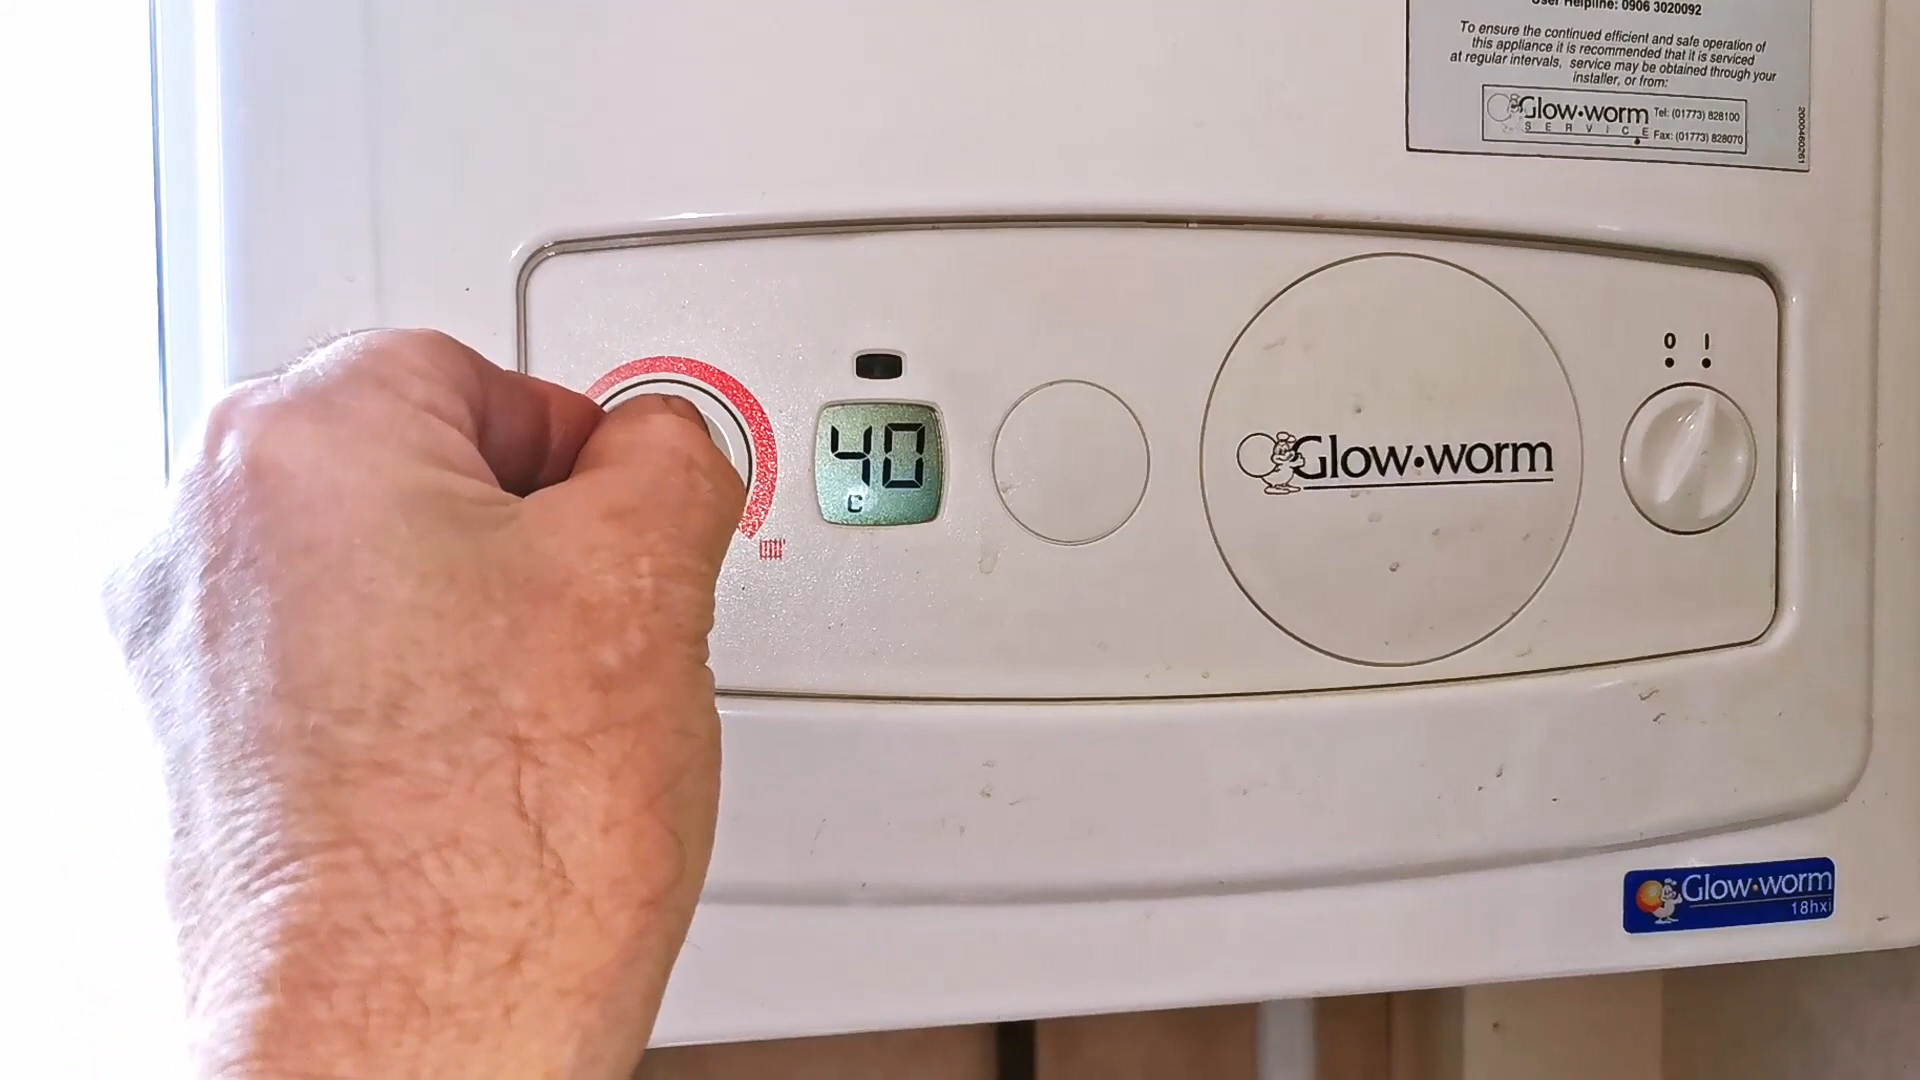 User Helpline: 0906 3020092
To ensure the continued efficient and safe operation of
this appliance it is recommended that it is serviced
at regular intervals, service may be obtained through your
installer, or from:
Glow•worm
SERVICE
Tel: (01773) 828100
Fax: (01773) 828070
2000460261
0 I
40
C
Glow•worm
Glow•worm
18hxi